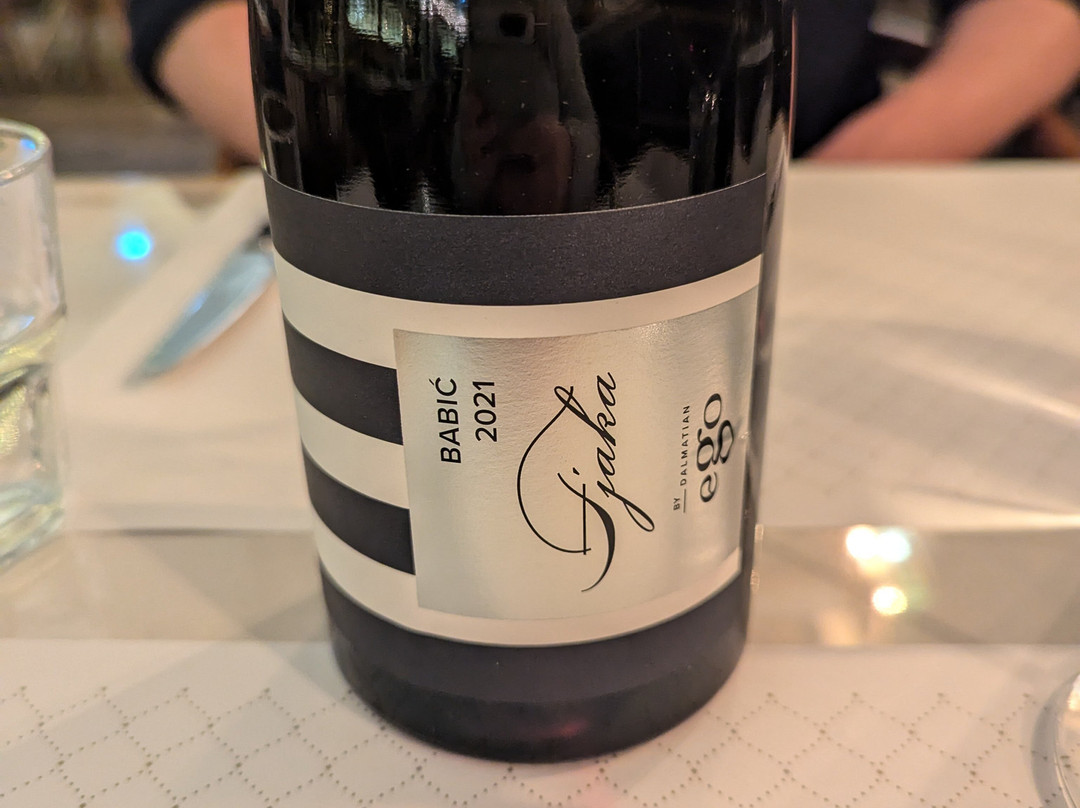 BABIĆ
2021
Fjaka
BY DALMATIAN
ego